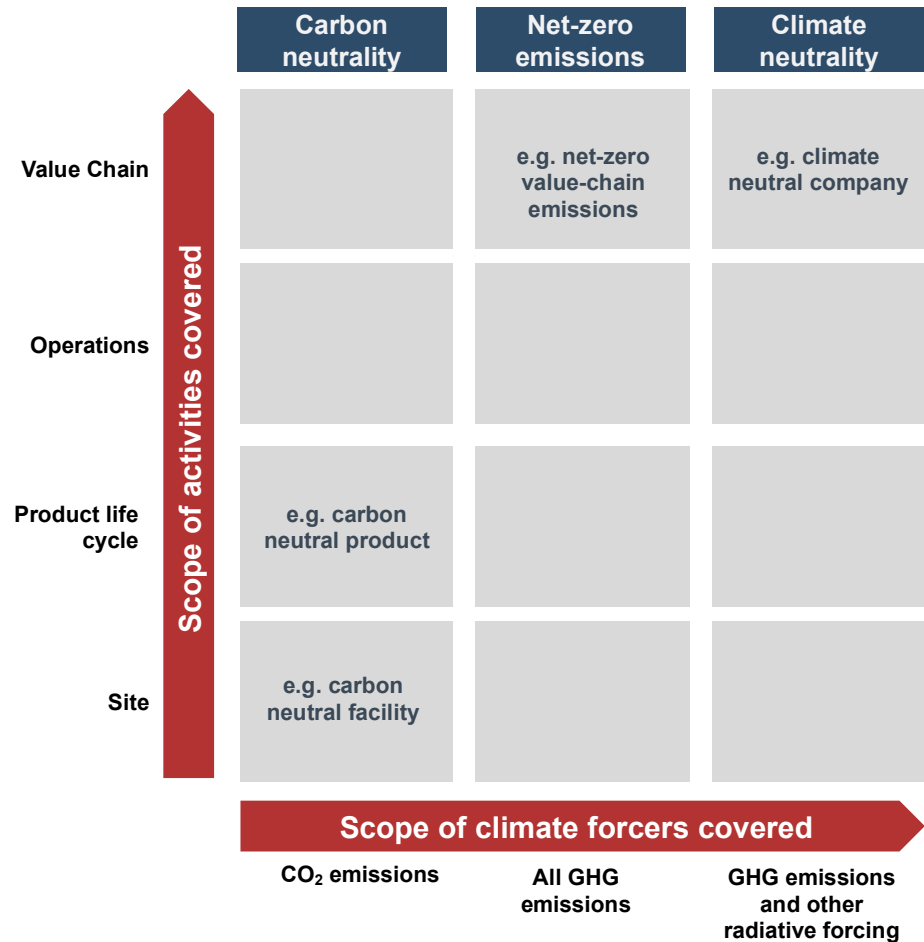 Carbon
neutrality
Net-zero
emissions
Climate
neutrality
Scope of activities covered
Value Chain
e.g. net-zero
value-chain
emissions
e.g. climate
neutral company
Operations
Product life
cycle
e.g. carbon
neutral product
Site
e.g. carbon
neutral facility
Scope of climate forcers covered
CO₂ emissions
All GHG
emissions
GHG emissions
and other
radiative forcing